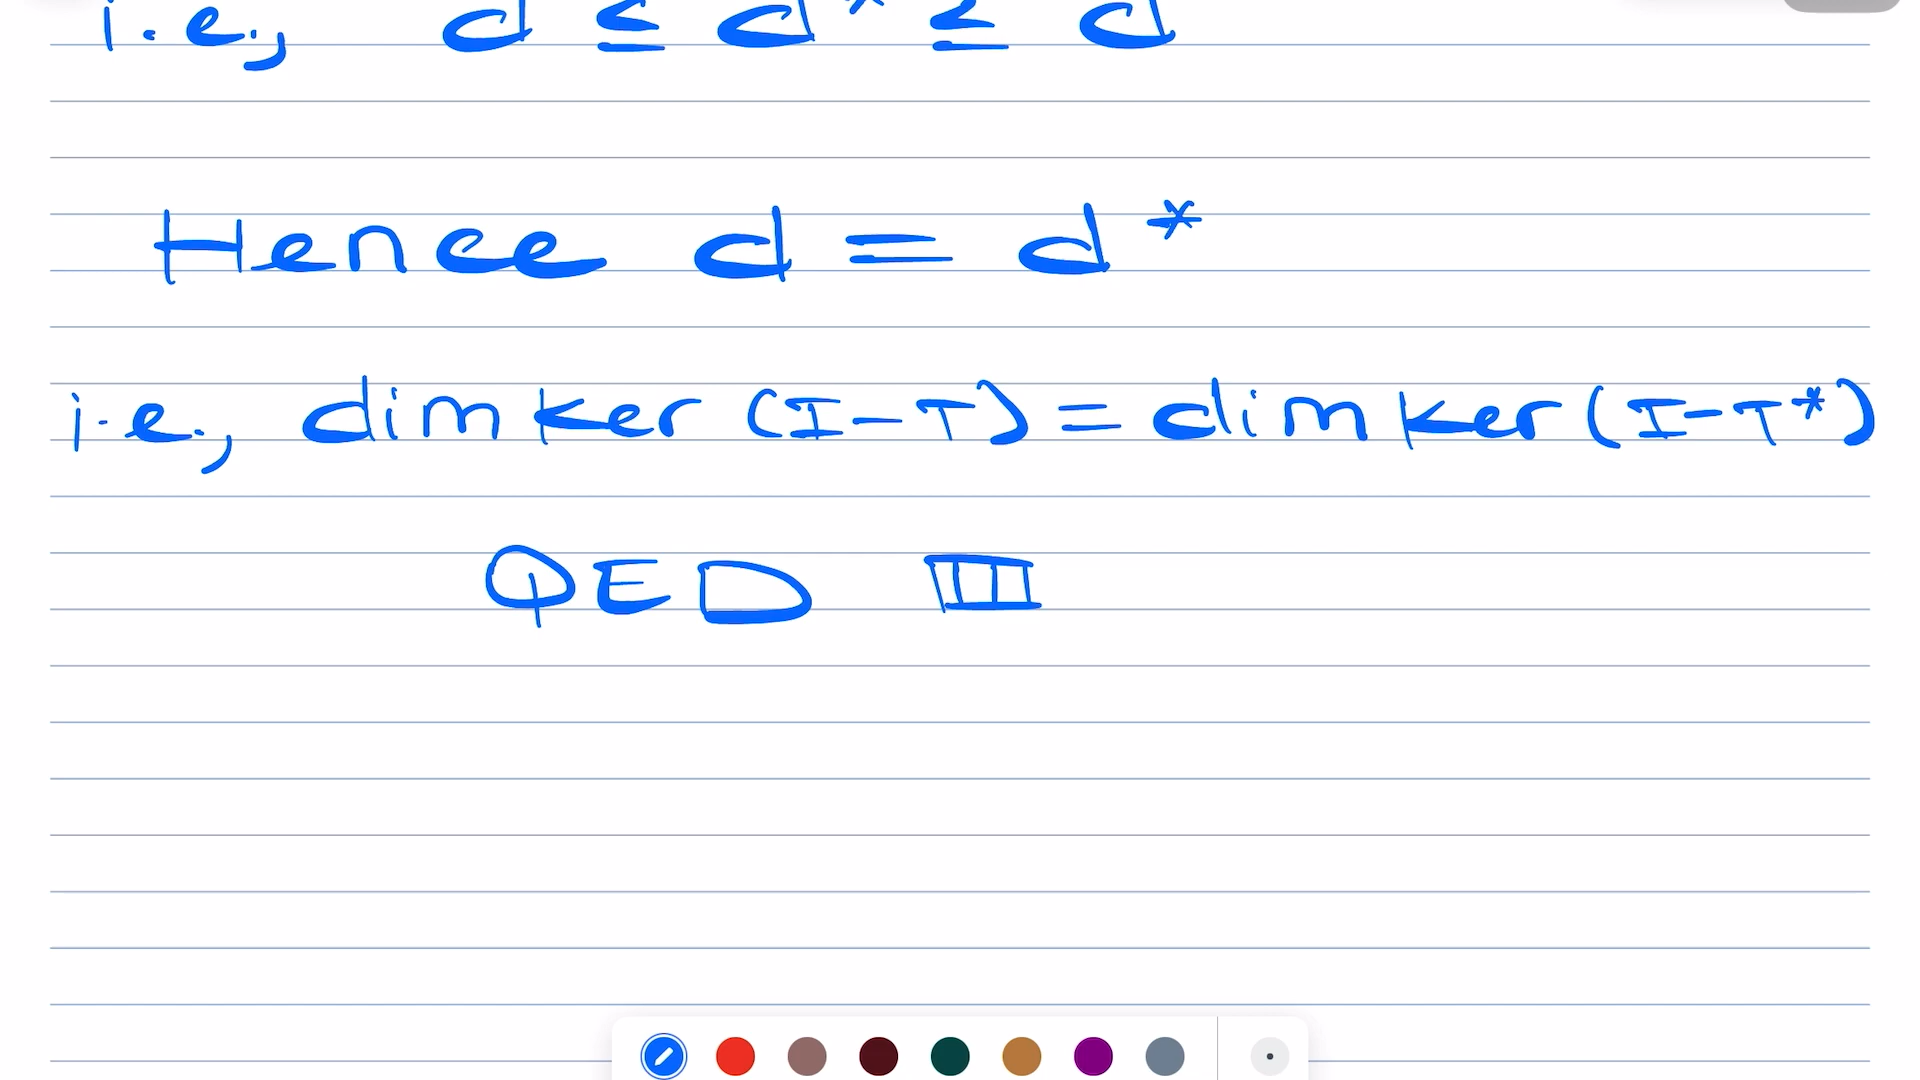 i.e., d ≤ d* ≤ d
Hence d = d*
i.e., dim ker (I-T) = dim ker (I-T*)
QED